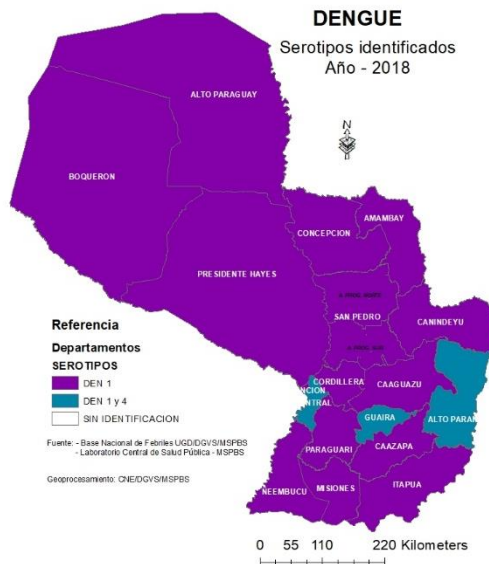 DENGUE
Serotipos identificados
Año - 2018
N
ALTO PARAGUAY
BOQUERON
CONCEPCION
AMAMBAY
PRESIDENTE HAYES
SAN PEDRO
CANINDEYU
CORDILLERA
CAAGUAZU
NCION
NTRAL
GUAIRA
ALTO PARAN
PARAGUARI
CAAZAPA
NEEMBUCU
MISIONES
ITAPUA
Referencia
Departamentos
SEROTIPOS
DEN 1
DEN 1 y 4
SIN IDENTIFICACION
Fuente: - Base Nacional de Febriles UGD/DGVS/MSPBS
- Laboratorio Central de Salud Pública - MSPBS
Geoprocesamiento: CNE/DGVS/MSPBS
0 55 110 220 Kilometers